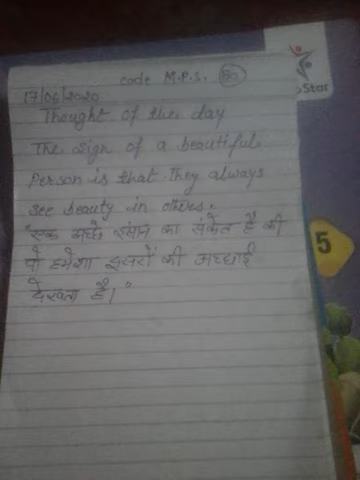 code M.P.S. 80
17/06/2020
Thought of the day
The Sign of a beautiful
Person is that They always
see beauty in others.
"एक अच्छे इंसान का संकेत है की
वो हमेशा दूसरों की अच्छाई
देखता है।"
Star
5